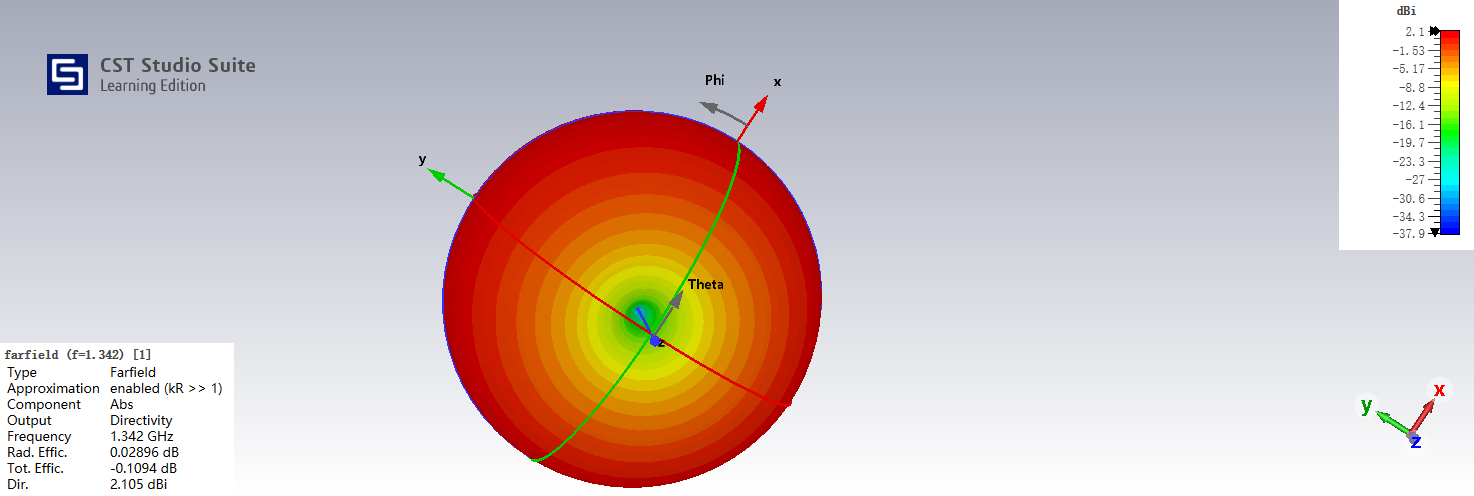 CST Studio Suite
Learning Edition
Phi
x
y
Theta
z
dBi
2.1
-1.53
-5.17
-8.8
-12.4
-16.1
-19.7
-23.3
-27
-30.6
-34.3
-37.9
farfield (f=1.342) [1]
Type Farfield
Approximation enabled (kR >> 1)
Component Abs
Output Directivity
Frequency 1.342 GHz
Rad. Effic. 0.02896 dB
Tot. Effic. -0.1094 dB
Dir. 2.105 dBi
x
y
z